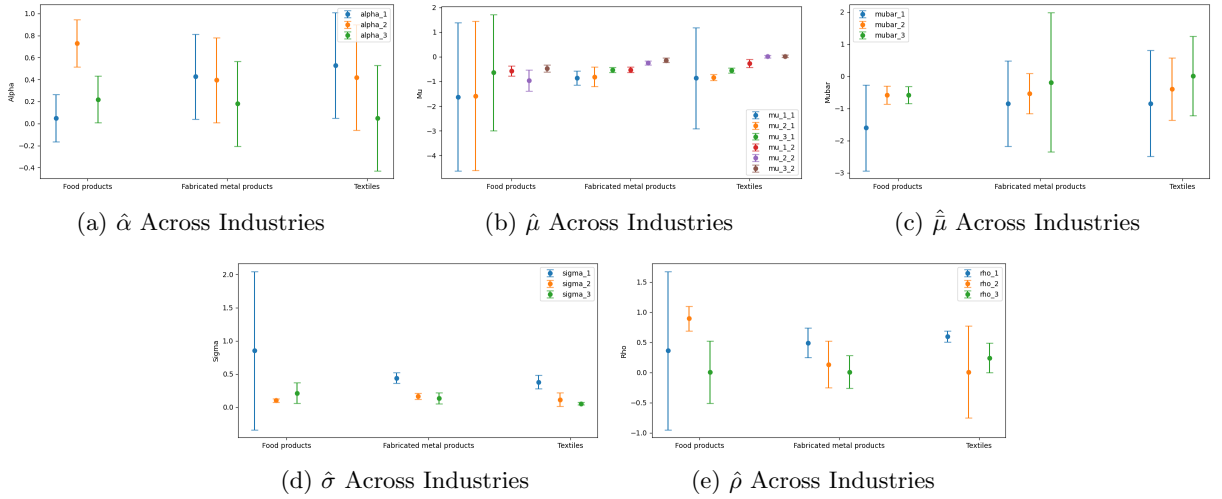 1.0
0.8
0.6
0.4
0.2
0.0
−0.2
−0.4
Alpha
alpha_1
alpha_2
alpha_3
Food products
Fabricated metal products
Textiles
(a) α̂ Across Industries
2
1
0
−1
−2
−3
−4
Mu
mu_1_1
mu_2_1
mu_3_1
mu_1_2
mu_2_2
mu_3_2
Food products
Fabricated metal products
Textiles
(b) μ̂ Across Industries
2
1
0
−1
−2
−3
Mubar
mubar_1
mubar_2
mubar_3
Food products
Fabricated metal products
Textiles
(c) μ̄̂ Across Industries
2.0
1.5
1.0
0.5
0.0
Sigma
sigma_1
sigma_2
sigma_3
Food products
Fabricated metal products
Textiles
(d) σ̂ Across Industries
1.5
1.0
0.5
0.0
−0.5
−1.0
Rho
rho_1
rho_2
rho_3
Food products
Fabricated metal products
Textiles
(e) ρ̂ Across Industries